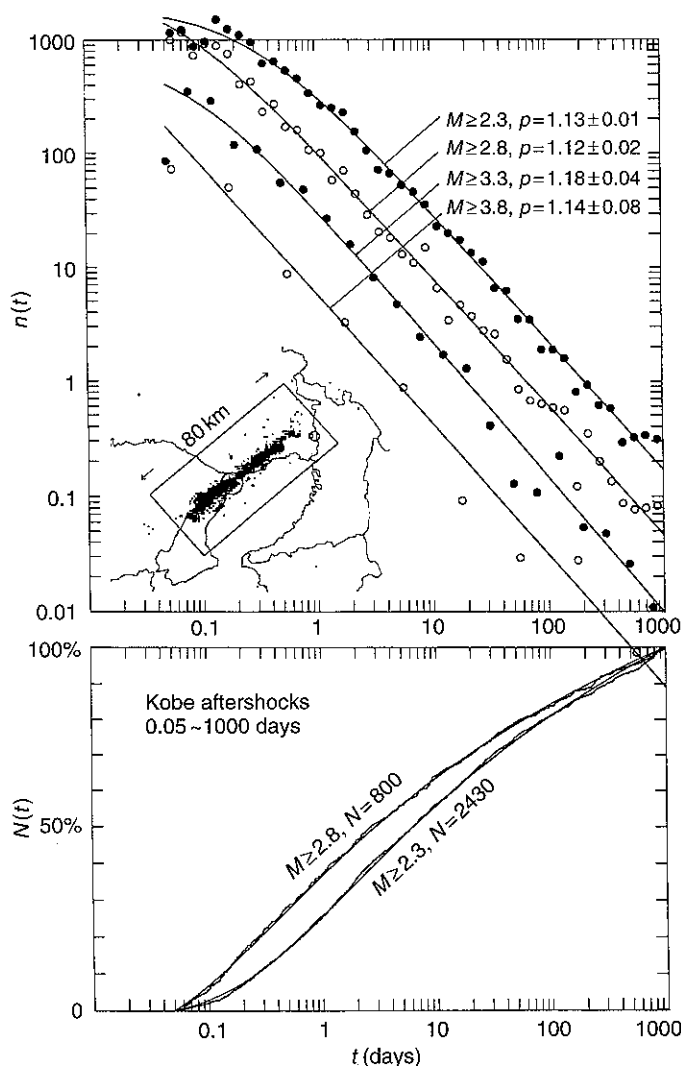 1000
100
10
1
0.1
0.01
n(t)
M≥2.3, p=1.13±0.01
M≥2.8, p=1.12±0.02
M≥3.3, p=1.18±0.04
M≥3.8, p=1.14±0.08
80 km
0.1 1 10 100 1000
100%
50%
0
N(t)
Kobe aftershocks
0.05~1000 days
M≥2.8, N=800
M≥2.3, N=2430
0.1 1 10 100 1000
t (days)